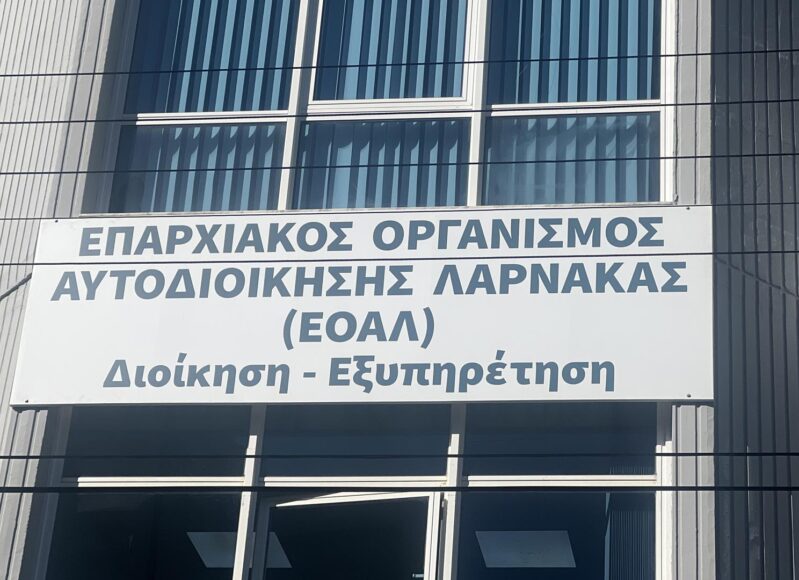 ΕΠΑΡΧΙΑΚΟΣ ΟΡΓΑΝΙΣΜΟΣ
ΑΥΤΟΔΙΟΙΚΗΣΗΣ ΛΑΡΝΑΚΑΣ
(ΕΟΑΛ)
Διοίκηση - Εξυπηρέτηση